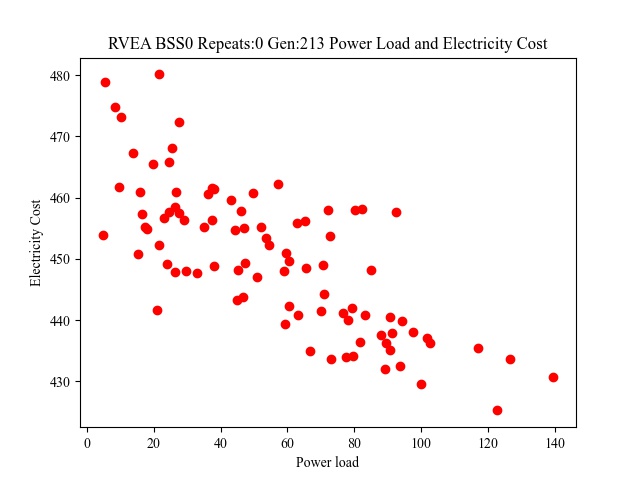 RVEA BSS0 Repeats:0 Gen:213 Power Load and Electricity Cost
480
470
460
450
440
430
Electricity Cost
0 20 40 60 80 100 120 140
Power load